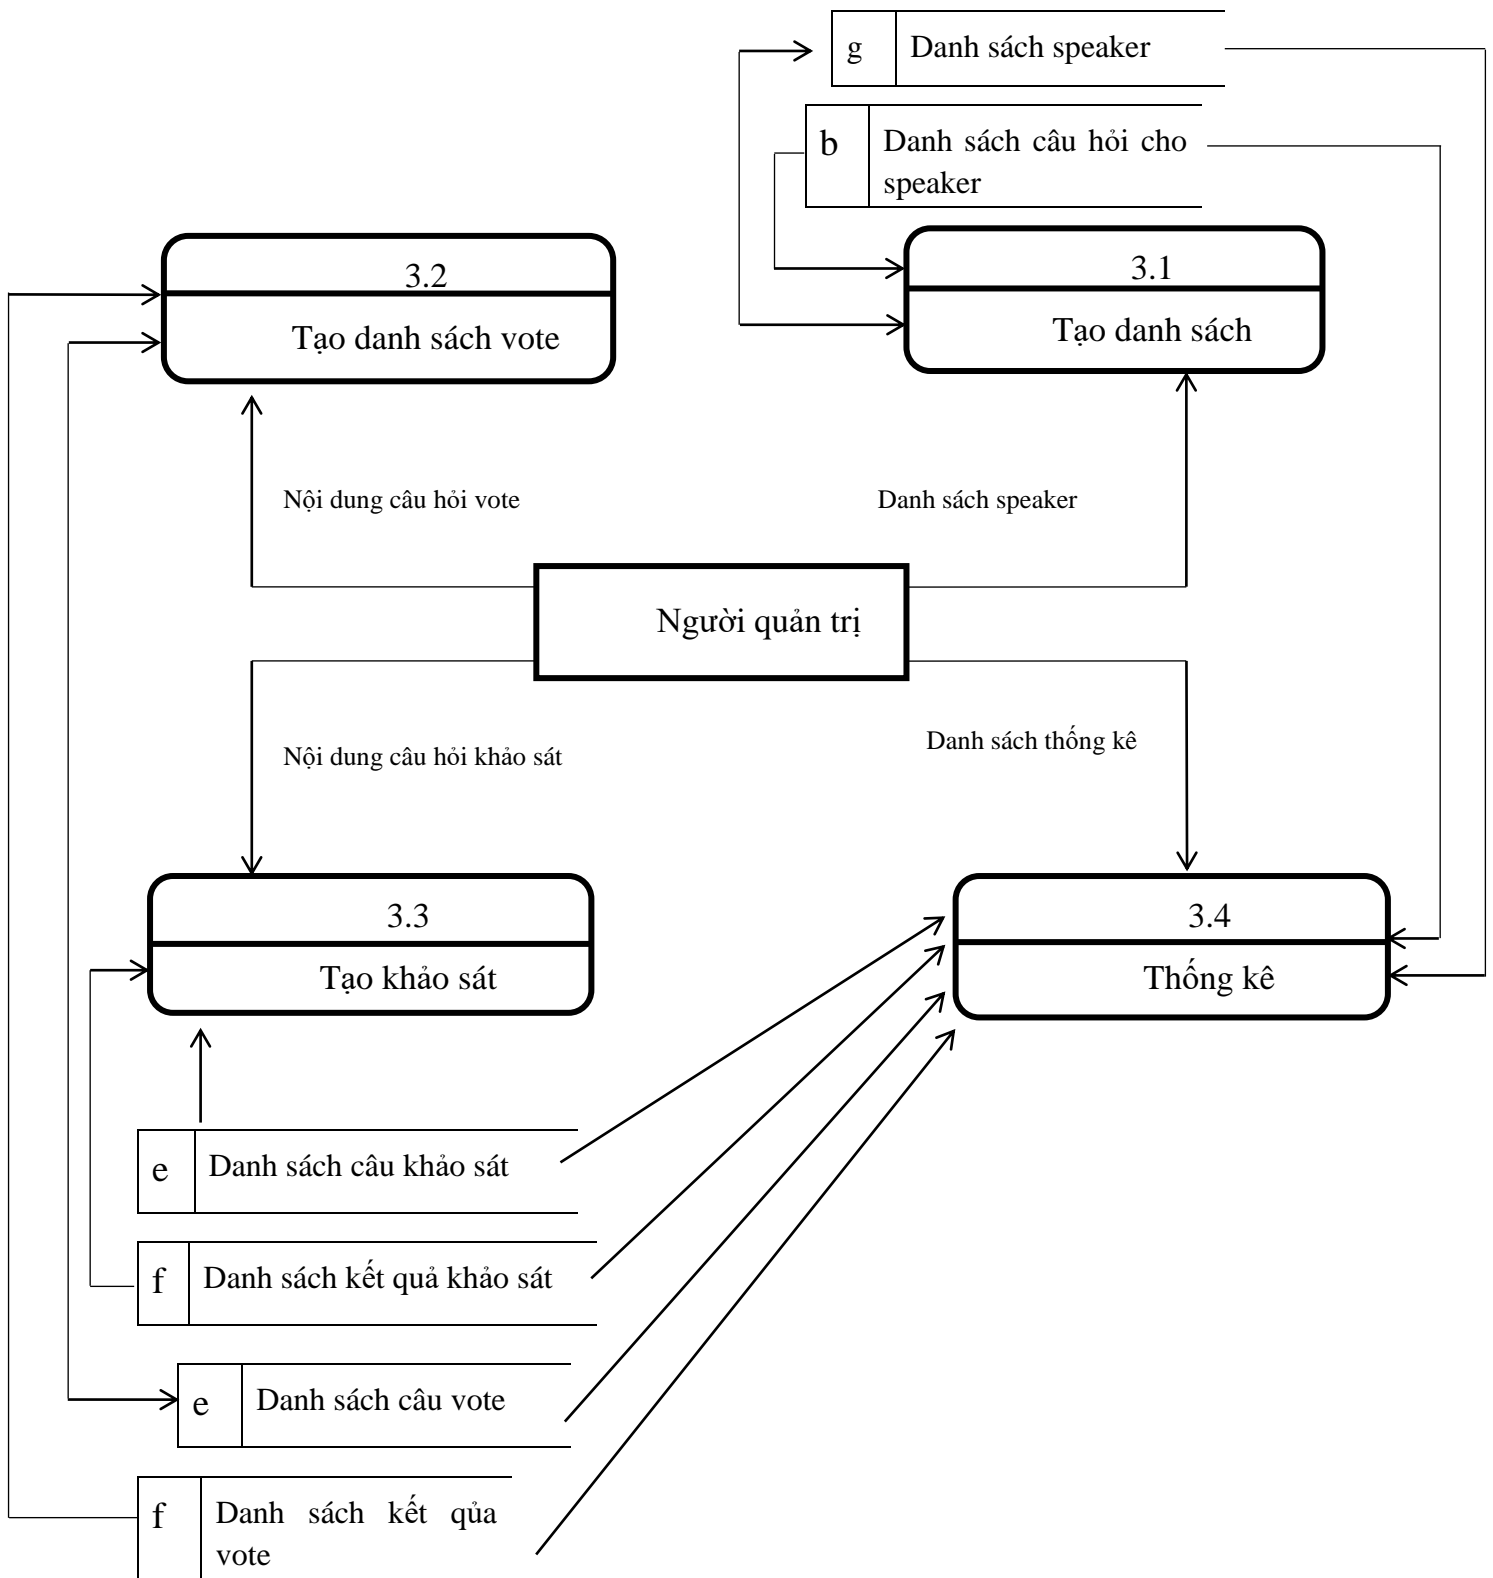 g Danh sách speaker
b Danh sách câu hỏi cho
speaker
3.2
Tạo danh sách vote
3.1
Tạo danh sách
Nội dung câu hỏi vote
Danh sách speaker
Người quản trị
Nội dung câu hỏi khảo sát
Danh sách thống kê
3.3
Tạo khảo sát
3.4
Thống kê
e Danh sách câu khảo sát
f Danh sách kết quả khảo sát
e Danh sách câu vote
f Danh sách kết qủa
vote